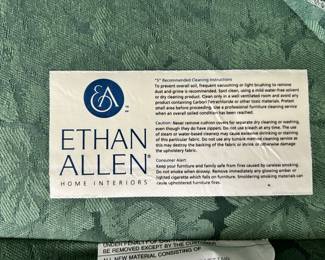 EA
ETHAN
ALLEN®
HOME INTERIORS
"S" Recommended Cleaning Instructions
To prevent overall soil, frequent vacuuming or light brushing to remove
dust and grime is recommended. Spot clean, using a mild water-free solvent
or dry cleaning product. Clean only in a well ventilated room and avoid any
product containing Carbon Tetrachloride or other toxic materials. Pretest
small area before proceeding. Use a professional furniture cleaning service
when an overall soiled condition has been reached.
Caution: Never remove cushion covers for separate dry cleaning or washing,
even though they do have zippers. Do not use bleach at any time. The use
of steam or water-based cleaners may cause extensive shrinking or staining
of this particular fabric. Do not use any tumble dry cleaning service as
this may destroy the backing of the fabric or shrink or otherwise damage
the upholstery fabric.
Consumer Alert:
Keep your furniture and family safe from fires caused by careless smoking.
Do not smoke when drowsy. Remove immediately any glowing ember or
lighted cigarette which falls on furniture. Smoldering smoking materials can
cause upholstered furniture fires.
UNDER PENALTY OF
BE REMOVED EXCEPT BY THE
ALL NEW MATERIAL CONSISTING OF